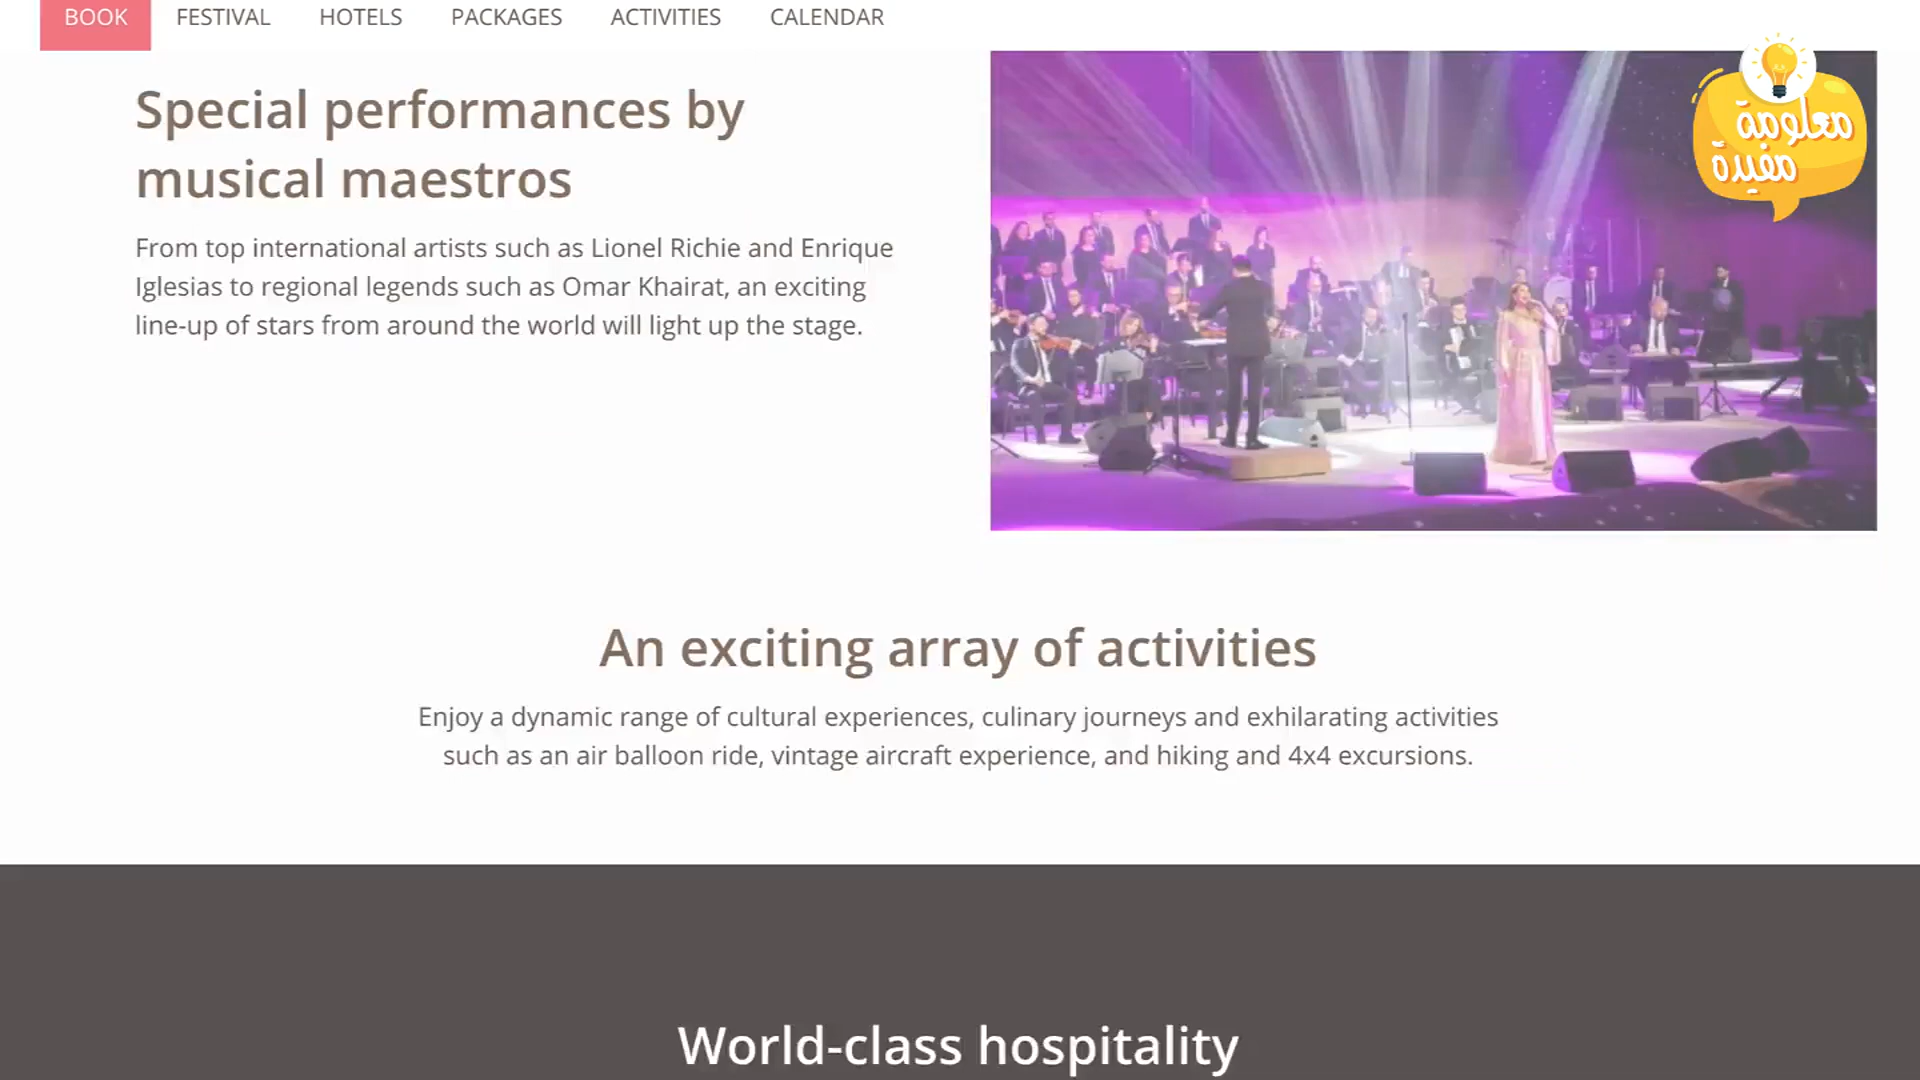 BOOK FESTIVAL HOTELS PACKAGES ACTIVITIES CALENDAR
معلومة
مفيدة
Special performances by
musical maestros
From top international artists such as Lionel Richie and Enrique
Iglesias to regional legends such as Omar Khairat, an exciting
line-up of stars from around the world will light up the stage.
An exciting array of activities
Enjoy a dynamic range of cultural experiences, culinary journeys and exhilarating activities
such as an air balloon ride, vintage aircraft experience, and hiking and 4x4 excursions.
World-class hospitality